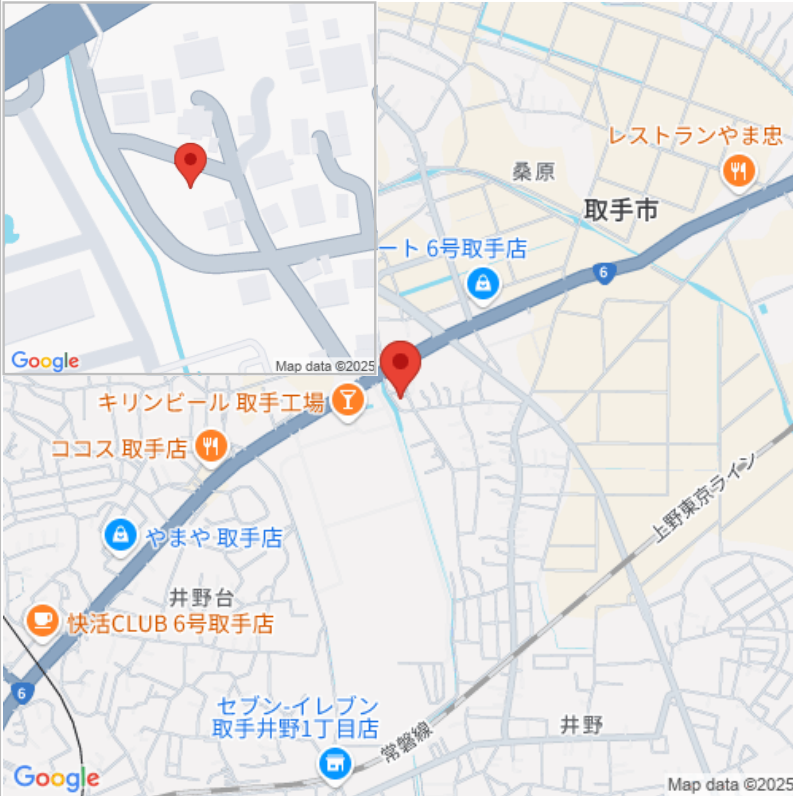 Google
Map data ©2025
レストランやま忠
桑原
取手市
ート 6号取手店
6
キリンビール 取手工場
ココス 取手店
上野東京ライン
やまや 取手店
井野台
快活CLUB 6号取手店
6
セブン-イレブン
取手井野1丁目店
井野
常磐線
Google
Map data ©2025